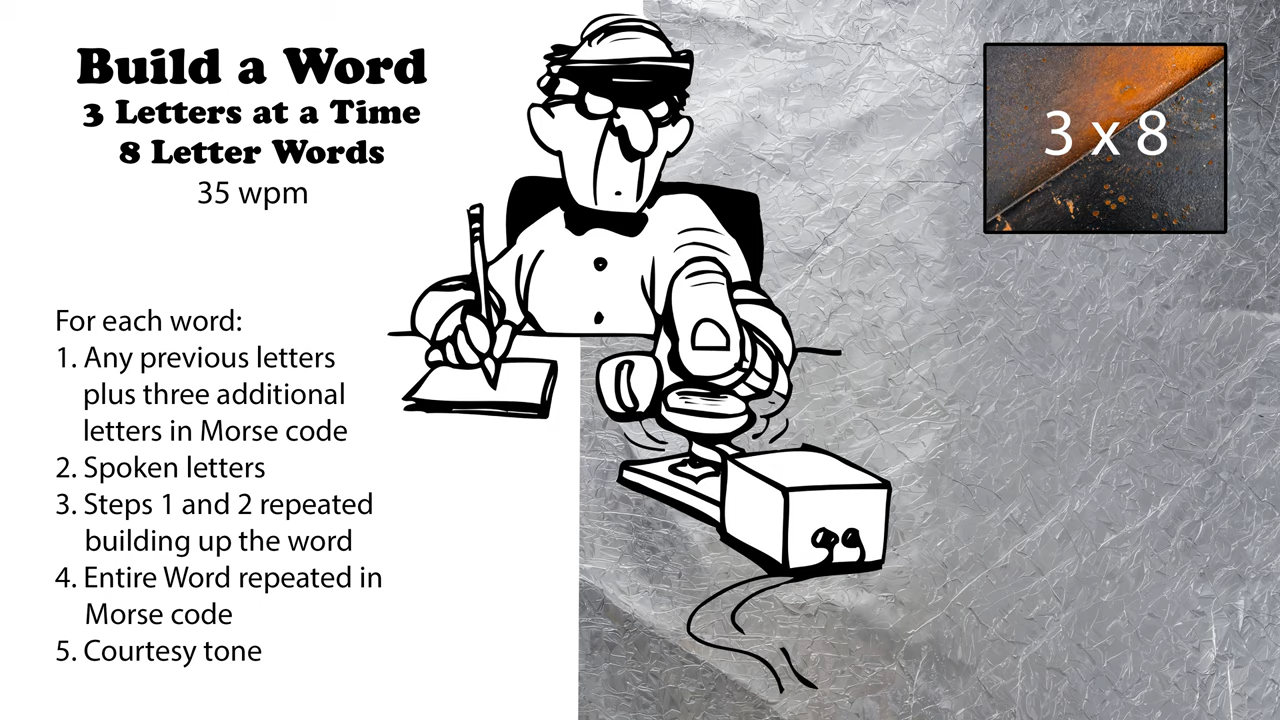 Build a Word
3 Letters at a Time
8 Letter Words
35 wpm
3 x 8
For each word:
1. Any previous letters
plus three additional
letters in Morse code
2. Spoken letters
3. Steps 1 and 2 repeated
building up the word
4. Entire Word repeated in
Morse code
5. Courtesy tone